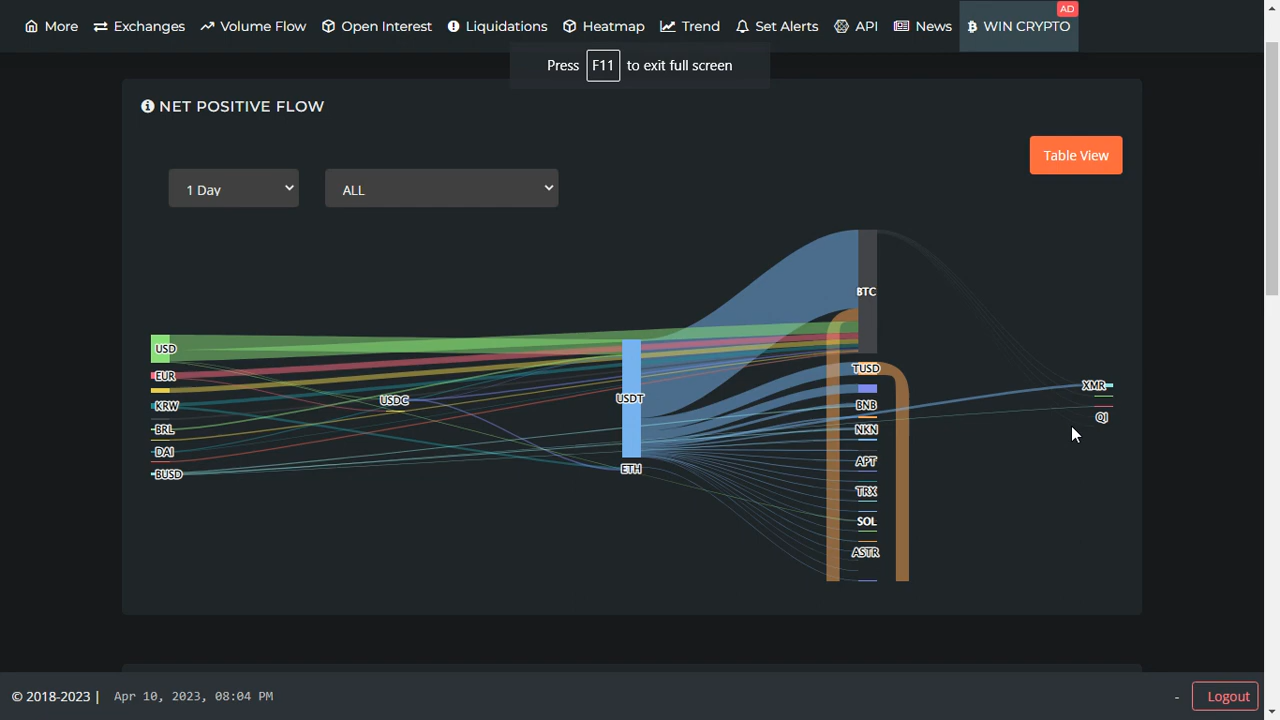 More Exchanges Volume Flow Open Interest Liquidations Heatmap Trend Set Alerts API News WIN CRYPTO AD
Press F11 to exit full screen
NET POSITIVE FLOW
Table View
1 Day
ALL
BTC
USD
TUSD
EUR
XMR
USDC
USDT
KRW
BNB
QI
BRL
NKN
DAI
APT
ETH
BUSD
TRX
SOL
ASTR
© 2018-2023 | Apr 10, 2023, 08:04 PM
-
Logout